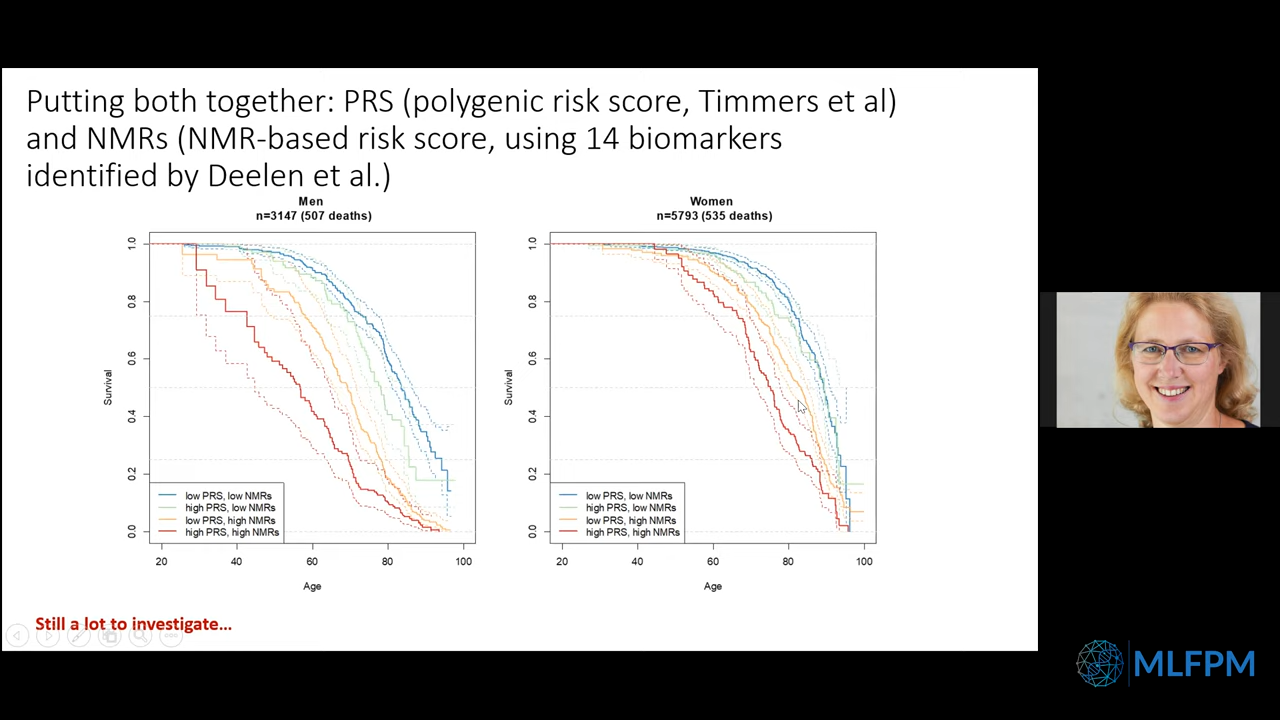 Putting both together: PRS (polygenic risk score, Timmers et al)
and NMRs (NMR-based risk score, using 14 biomarkers
identified by Deelen et al.)
Men
n=3147 (507 deaths)
1.0
0.8
0.6
0.4
0.2
0.0
Survival
low PRS, low NMRs
high PRS, low NMRs
low PRS, high NMRs
high PRS, high NMRs
20 40 60 80 100
Age
Women
n=5793 (535 deaths)
1.0
0.8
0.6
0.4
0.2
0.0
Survival
low PRS, low NMRs
high PRS, low NMRs
low PRS, high NMRs
high PRS, high NMRs
20 40 60 80 100
Age
Still a lot to investigate...
MLFPM